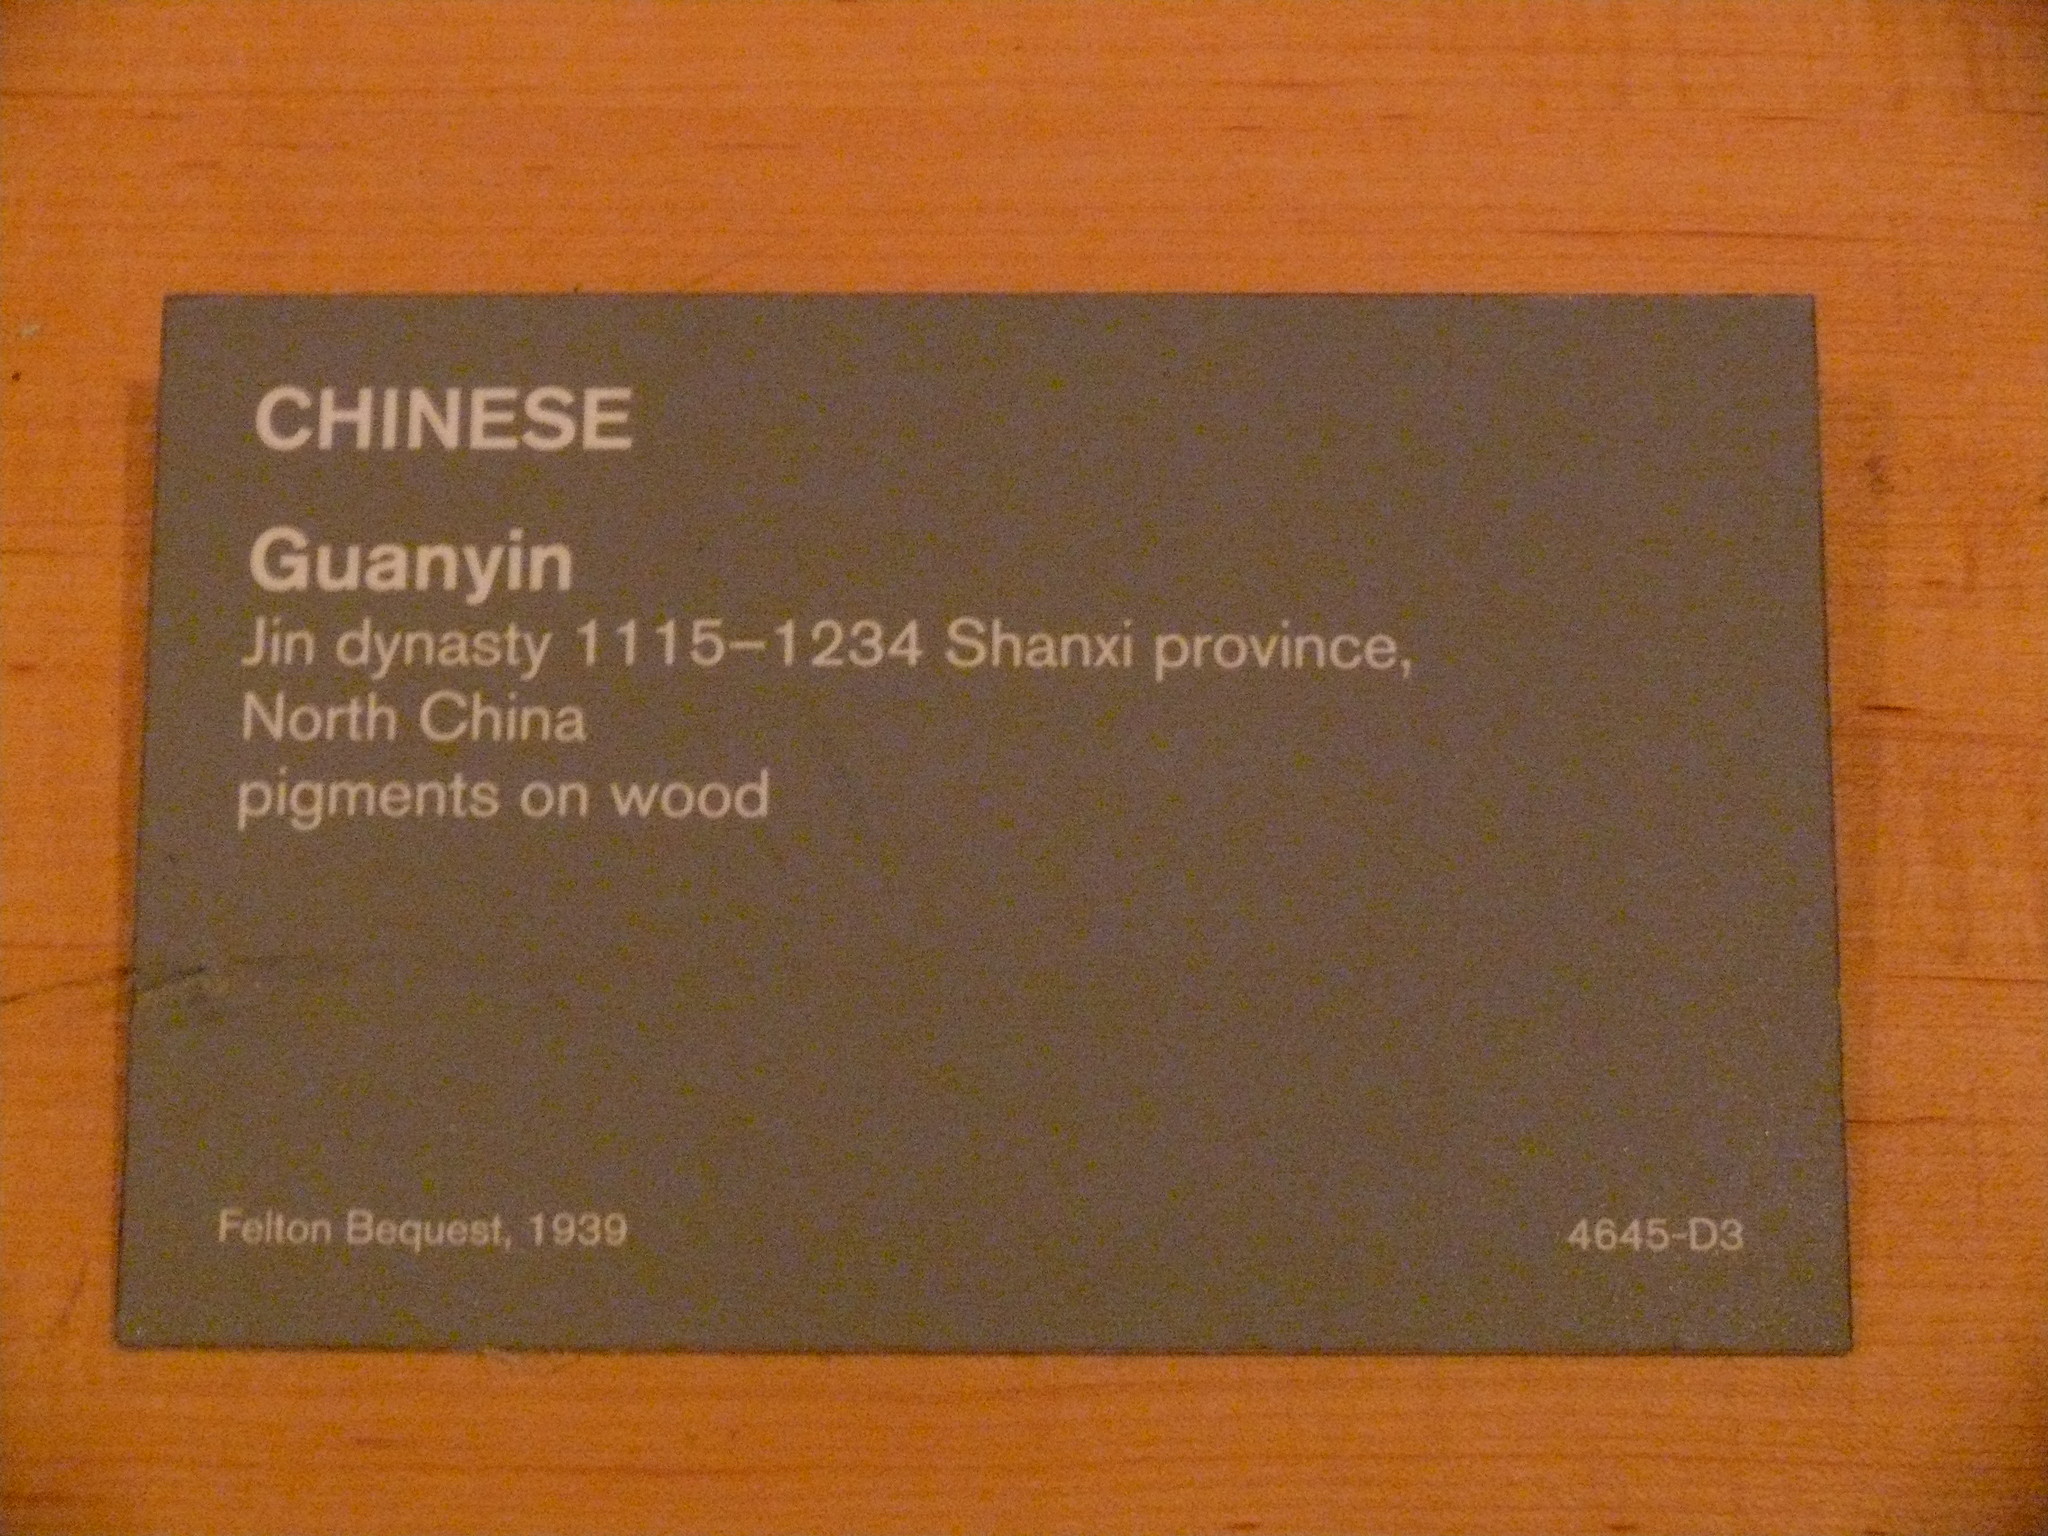 CHINESE
Guanyin
Jin dynasty 1115–1234 Shanxi province,
North China
pigments on wood
Felton Bequest, 1939
4645-D3